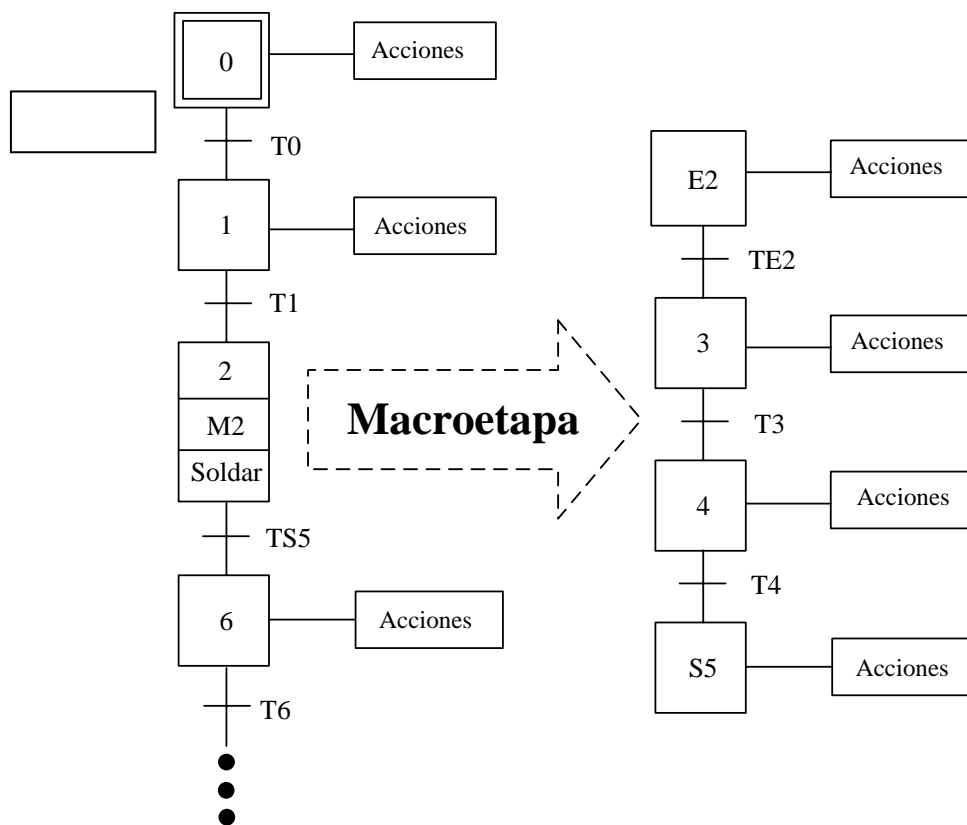 0
Acciones
T0
1
Acciones
T1
2
M2
Soldar
TS5
6
Acciones
T6
Macroetapa
E2
Acciones
TE2
3
Acciones
T3
4
Acciones
T4
S5
Acciones